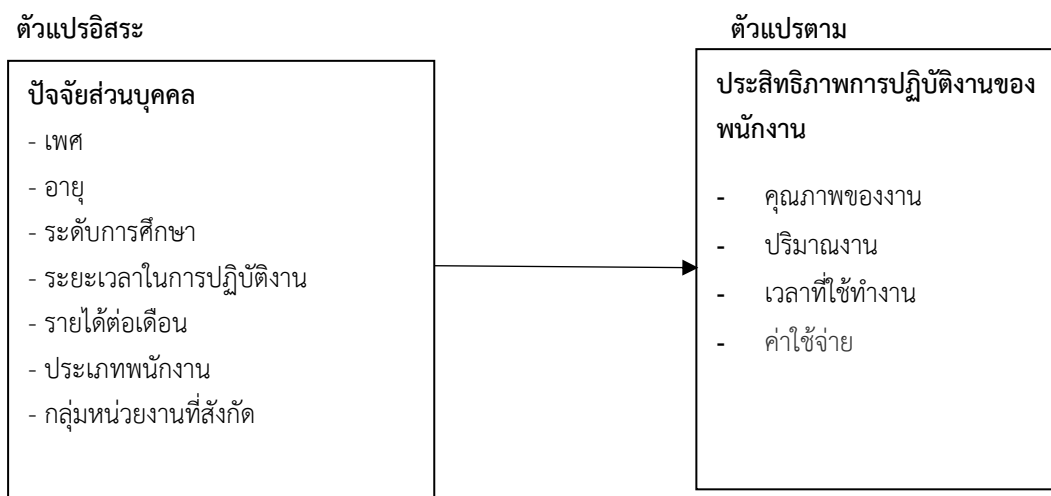 ตัวแปรอิสระ
ปัจจัยส่วนบุคคล
- เพศ
- อายุ
- ระดับการศึกษา
- ระยะเวลาในการปฏิบัติงาน
- รายได้ต่อเดือน
- ประเภทพนักงาน
- กลุ่มหน่วยงานที่สังกัด
ตัวแปรตาม
ประสิทธิภาพการปฏิบัติงานของ
พนักงาน
- คุณภาพของงาน
- ปริมาณงาน
- เวลาที่ใช้ทำงาน
- ค่าใช้จ่าย